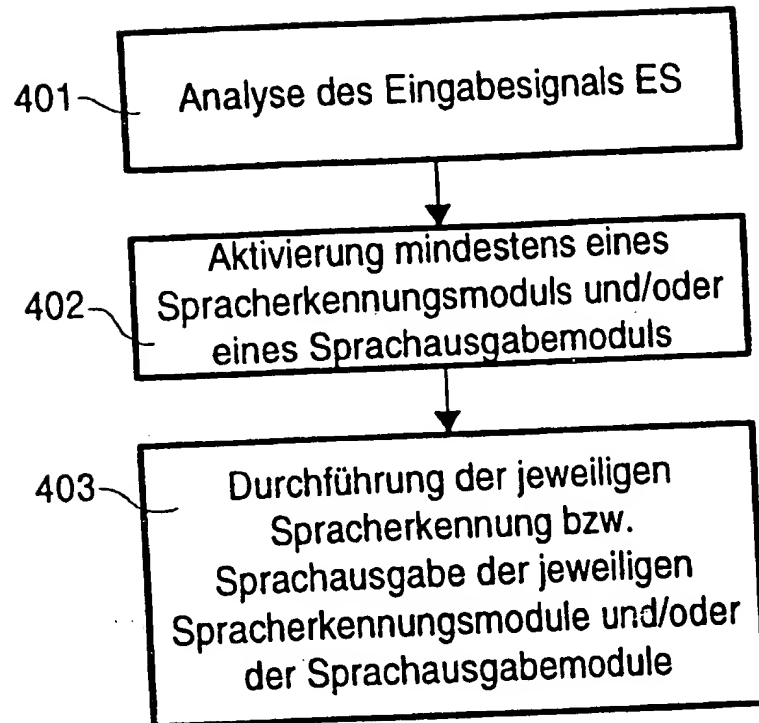 401
Analyse des Eingabesignals ES
402
Aktivierung mindestens eines
Spracherkennungsmoduls und/oder
eines Sprachausgabemoduls
403
Durchführung der jeweiligen
Spracherkennung bzw.
Sprachausgabe der jeweiligen
Spracherkennungsmodule und/oder
der Sprachausgabemodule